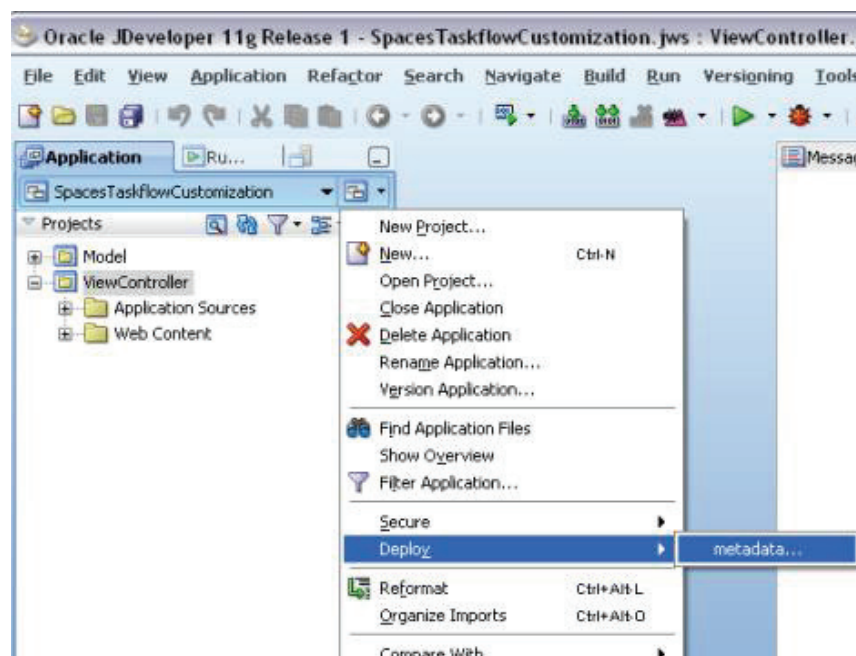 Oracle JDeveloper 11g Release 1 - SpacesTaskflowCustomization.jws : ViewController.
File Edit View Application Refactor Search Navigate Build Run Versioning Tools
Application Ru... Messag
SpacesTaskflowCustomization
Projects
Model
ViewController
Application Sources
Web Content
New Project...
New... Ctrl-N
Open Project...
Close Application
Delete Application
Rename Application...
Version Application...
Find Application Files
Show Overview
Filter Application...
Secure
Deploy metadata...
Reformat Ctrl+Alt-L
Organize Imports Ctrl+Alt-O
Compare With